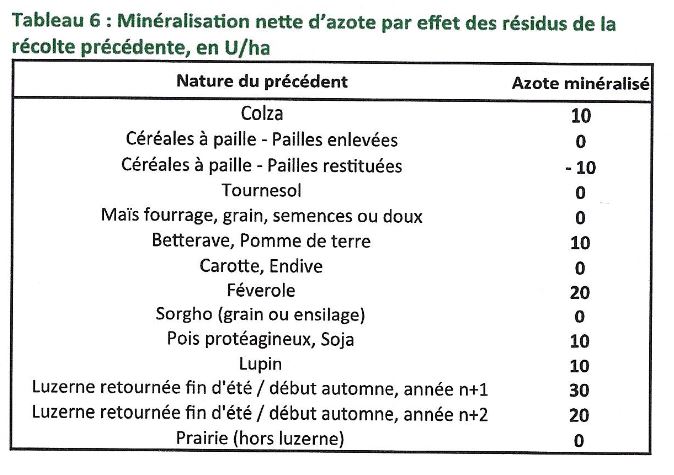 Tableau 6 : Minéralisation nette d'azote par effet des résidus de la
récolte précédente, en U/ha
Nature du précédent Azote minéralisé
Colza 10
Céréales à paille - Pailles enlevées 0
Céréales à paille - Pailles restituées - 10
Tournesol 0
Maïs fourrage, grain, semences ou doux 0
Betterave, Pomme de terre 10
Carotte, Endive 0
Féverole 20
Sorgho (grain ou ensilage) 0
Pois protéagineux, Soja 10
Lupin 10
Luzerne retournée fin d'été / début automne, année n+1 30
Luzerne retournée fin d'été / début automne, année n+2 20
Prairie (hors luzerne) 0